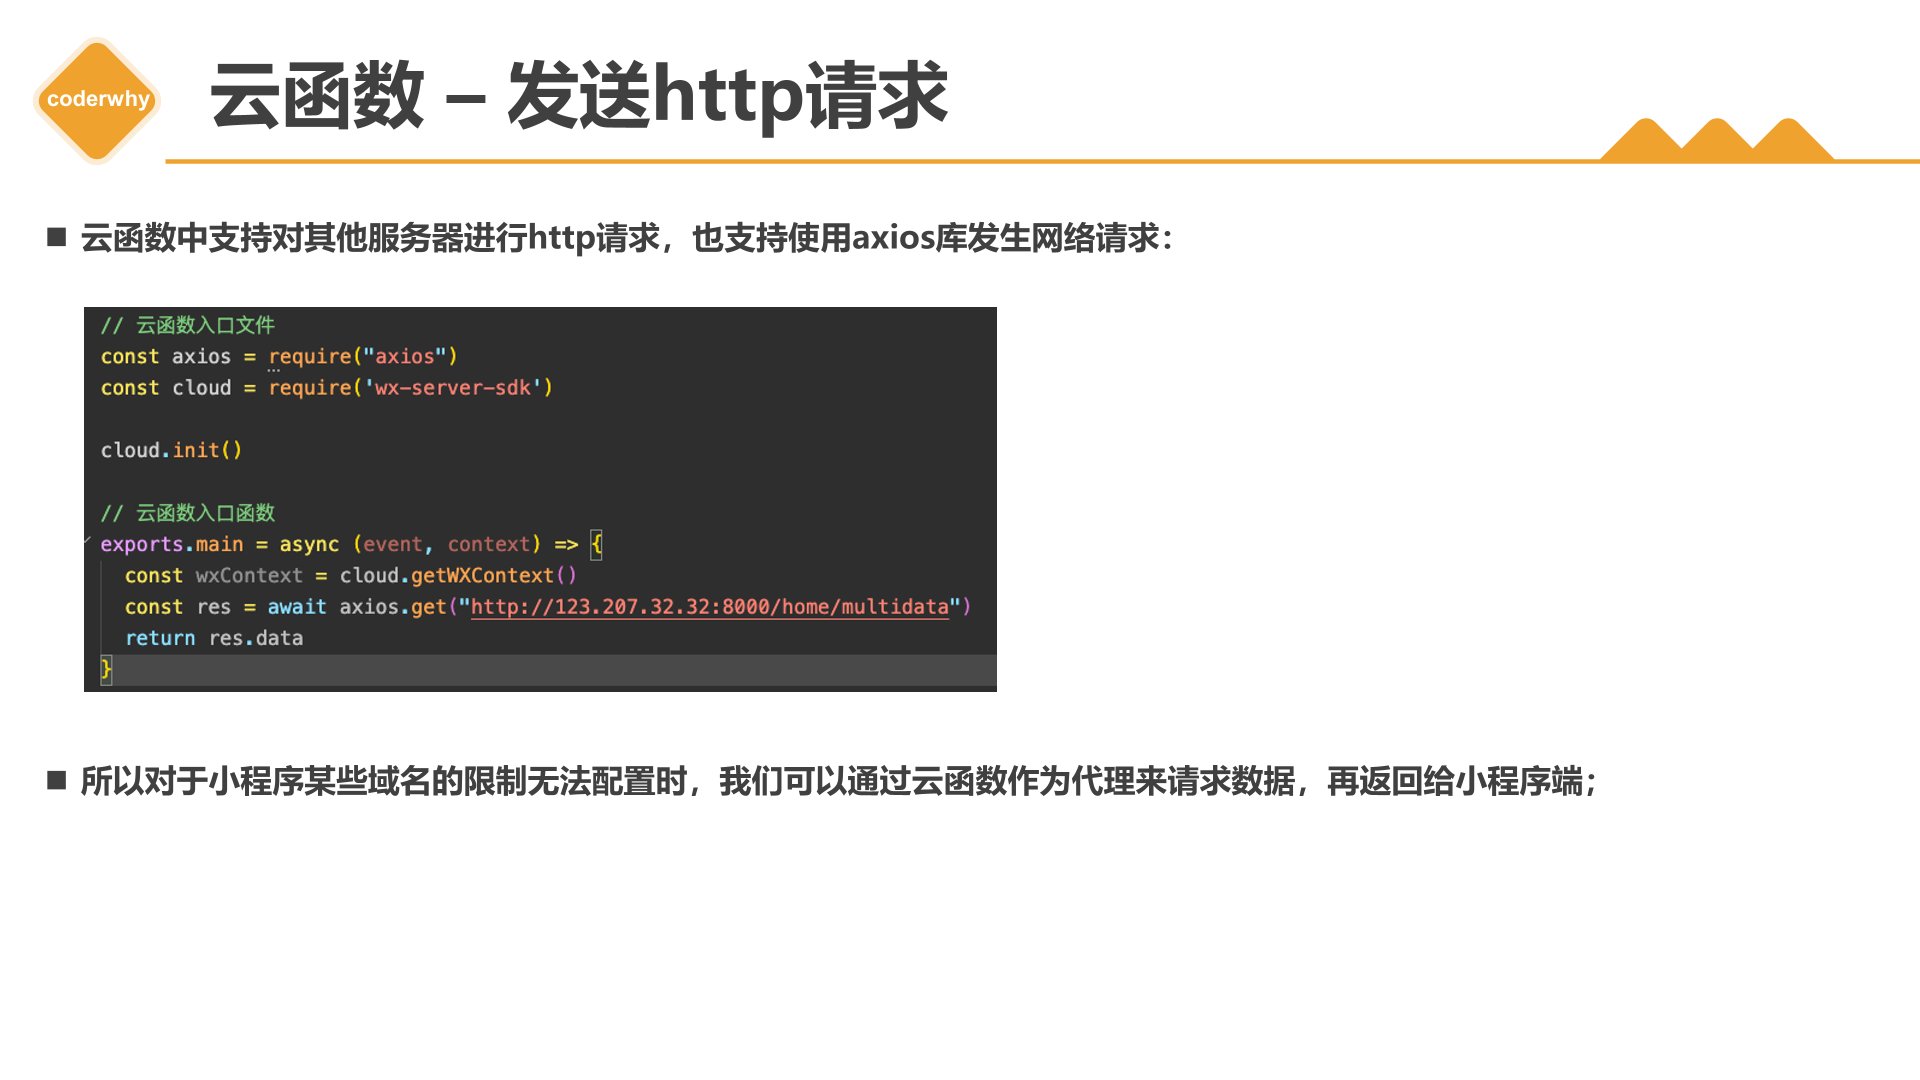 coderwhy
云函数 – 发送http请求
■ 云函数中支持对其他服务器进行http请求，也支持使用axios库发生网络请求：
// 云函数入口文件
const axios = require("axios")
const cloud = require('wx-server-sdk')
cloud.init()
// 云函数入口函数
exports.main = async (event, context) => {
  const wxContext = cloud.getWXContext()
  const res = await axios.get("http://123.207.32.32:8000/home/multidata")
  return res.data
}
■ 所以对于小程序某些域名的限制无法配置时，我们可以通过云函数作为代理来请求数据，再返回给小程序端；